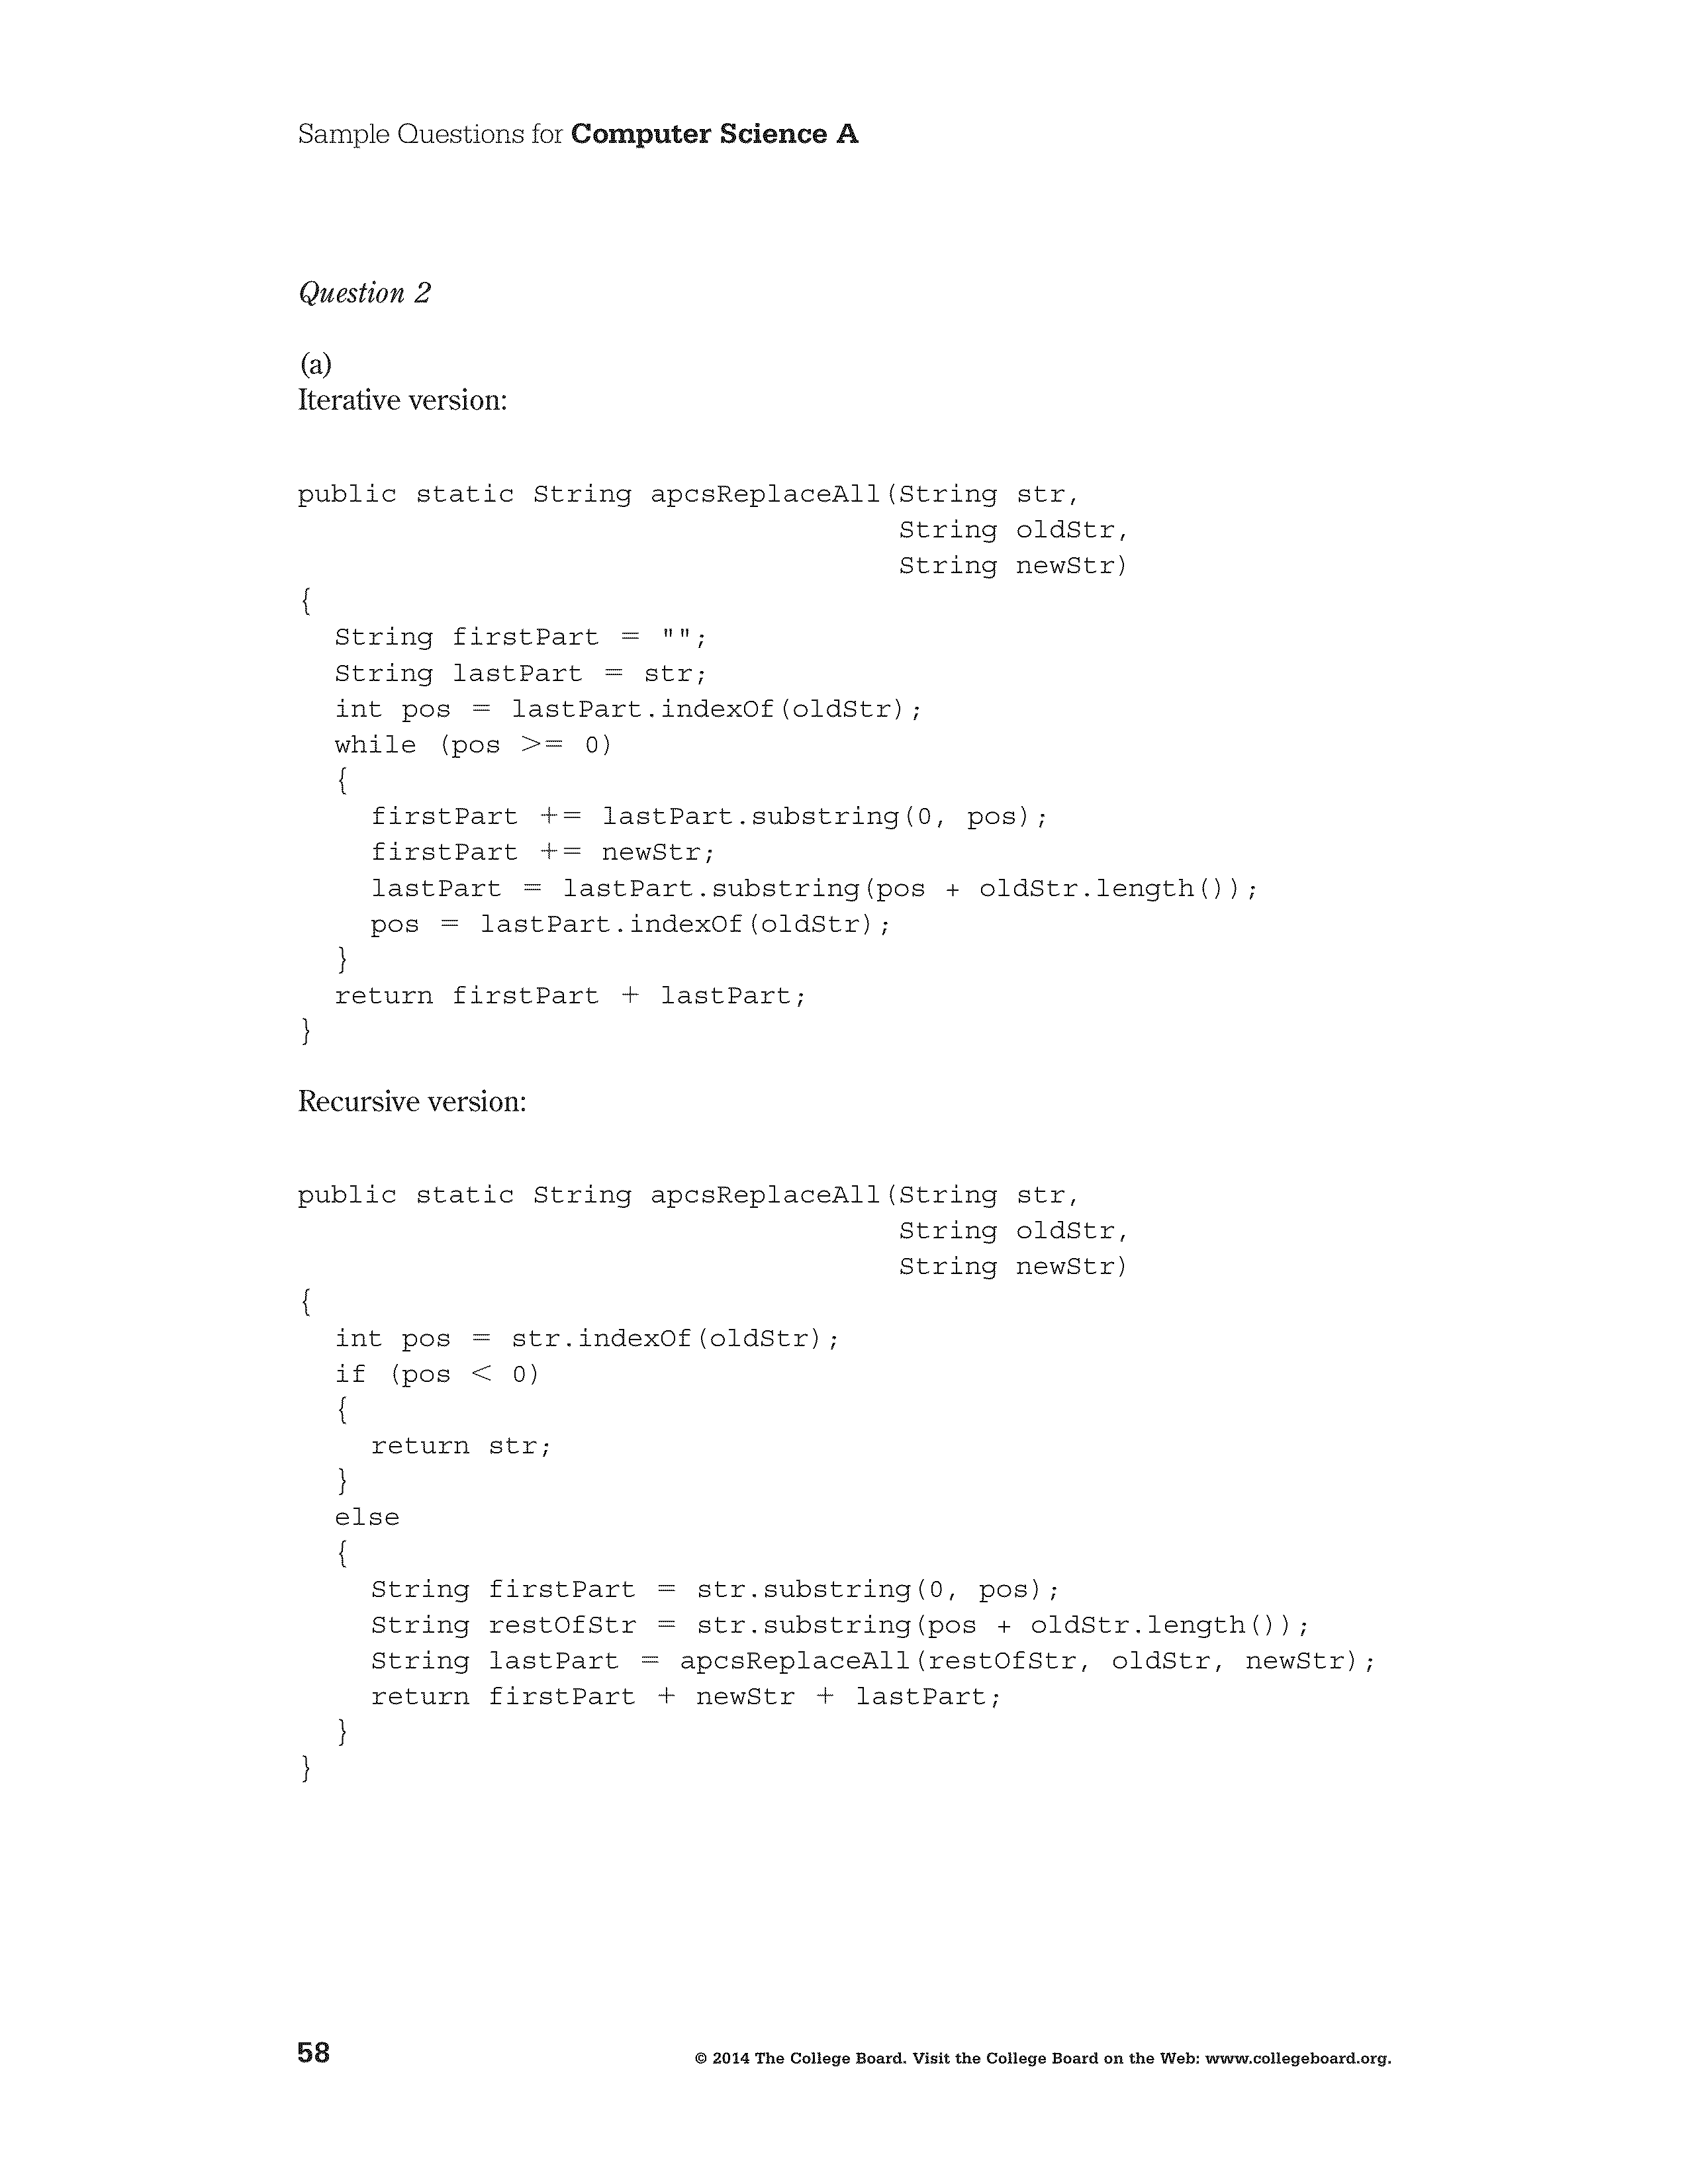 Sample Questions for Computer Science A
Question 2
(a)
Iterative version:
public static String apcsReplaceAll(String str,
String oldStr,
String newStr)
{
String firstPart = "";
String lastPart = str;
int pos = lastPart.indexOf(oldStr);
while (pos >= 0)
{
firstPart += lastPart.substring(0, pos);
firstPart += newStr;
lastPart = lastPart.substring(pos + oldStr.length());
pos = lastPart.indexOf(oldStr);
}
return firstPart + lastPart;
}
Recursive version:
public static String apcsReplaceAll(String str,
String oldStr,
String newStr)
{
int pos = str.indexOf(oldStr);
if (pos < 0)
{
return str;
}
else
{
String firstPart = str.substring(0, pos);
String restOfStr = str.substring(pos + oldStr.length());
String lastPart = apcsReplaceAll(restOfStr, oldStr, newStr);
return firstPart + newStr + lastPart;
}
}
58 © 2014 The College Board. Visit the College Board on the Web: www.collegeboard.org.